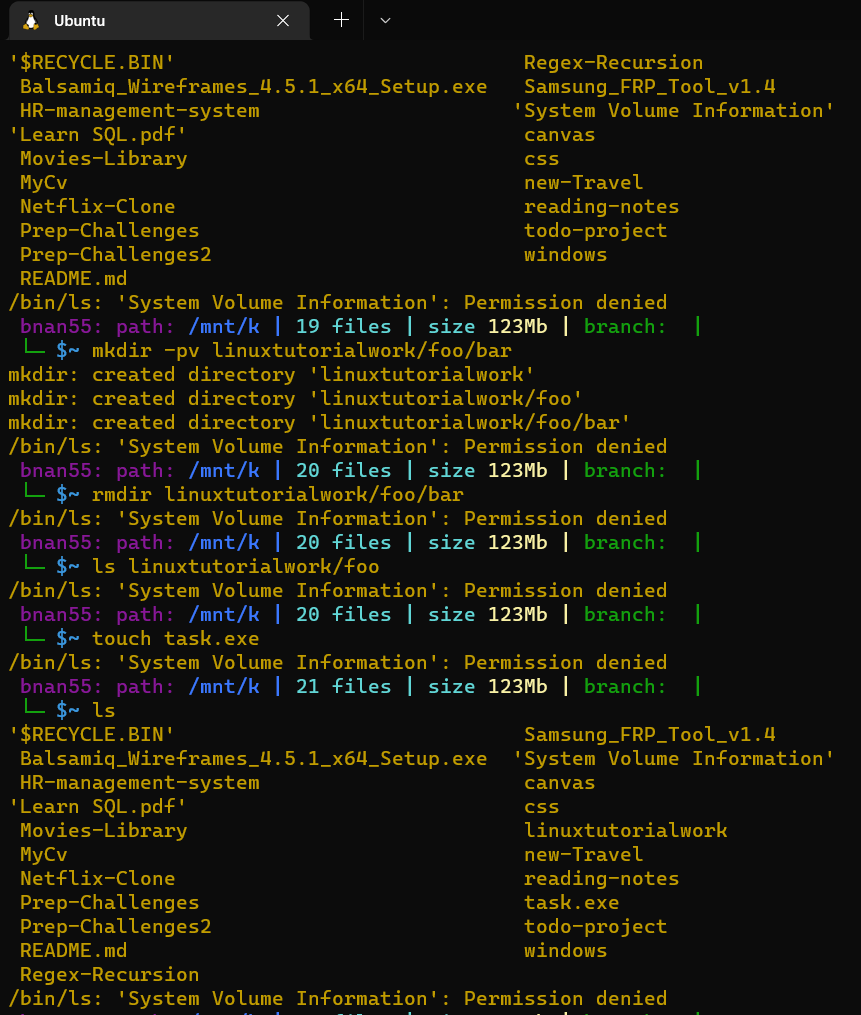 Ubuntu
'$RECYCLE.BIN' Regex-Recursion
Balsamiq_Wireframes_4.5.1_x64_Setup.exe Samsung_FRP_Tool_v1.4
HR-management-system 'System Volume Information'
'Learn SQL.pdf' canvas
Movies-Library css
MyCv new-Travel
Netflix-Clone reading-notes
Prep-Challenges todo-project
Prep-Challenges2 windows
README.md
/bin/ls: 'System Volume Information': Permission denied
bnan55: path: /mnt/k | 19 files | size 123Mb | branch: |
└─ $~ mkdir -pv linuxtutorialwork/foo/bar
mkdir: created directory 'linuxtutorialwork'
mkdir: created directory 'linuxtutorialwork/foo'
mkdir: created directory 'linuxtutorialwork/foo/bar'
/bin/ls: 'System Volume Information': Permission denied
bnan55: path: /mnt/k | 20 files | size 123Mb | branch: |
└─ $~ rmdir linuxtutorialwork/foo/bar
/bin/ls: 'System Volume Information': Permission denied
bnan55: path: /mnt/k | 20 files | size 123Mb | branch: |
└─ $~ ls linuxtutorialwork/foo
/bin/ls: 'System Volume Information': Permission denied
bnan55: path: /mnt/k | 20 files | size 123Mb | branch: |
└─ $~ touch task.exe
/bin/ls: 'System Volume Information': Permission denied
bnan55: path: /mnt/k | 21 files | size 123Mb | branch: |
└─ $~ ls
'$RECYCLE.BIN' Samsung_FRP_Tool_v1.4
Balsamiq_Wireframes_4.5.1_x64_Setup.exe 'System Volume Information'
HR-management-system canvas
'Learn SQL.pdf' css
Movies-Library linuxtutorialwork
MyCv new-Travel
Netflix-Clone reading-notes
Prep-Challenges task.exe
Prep-Challenges2 todo-project
README.md windows
Regex-Recursion
/bin/ls: 'System Volume Information': Permission denied